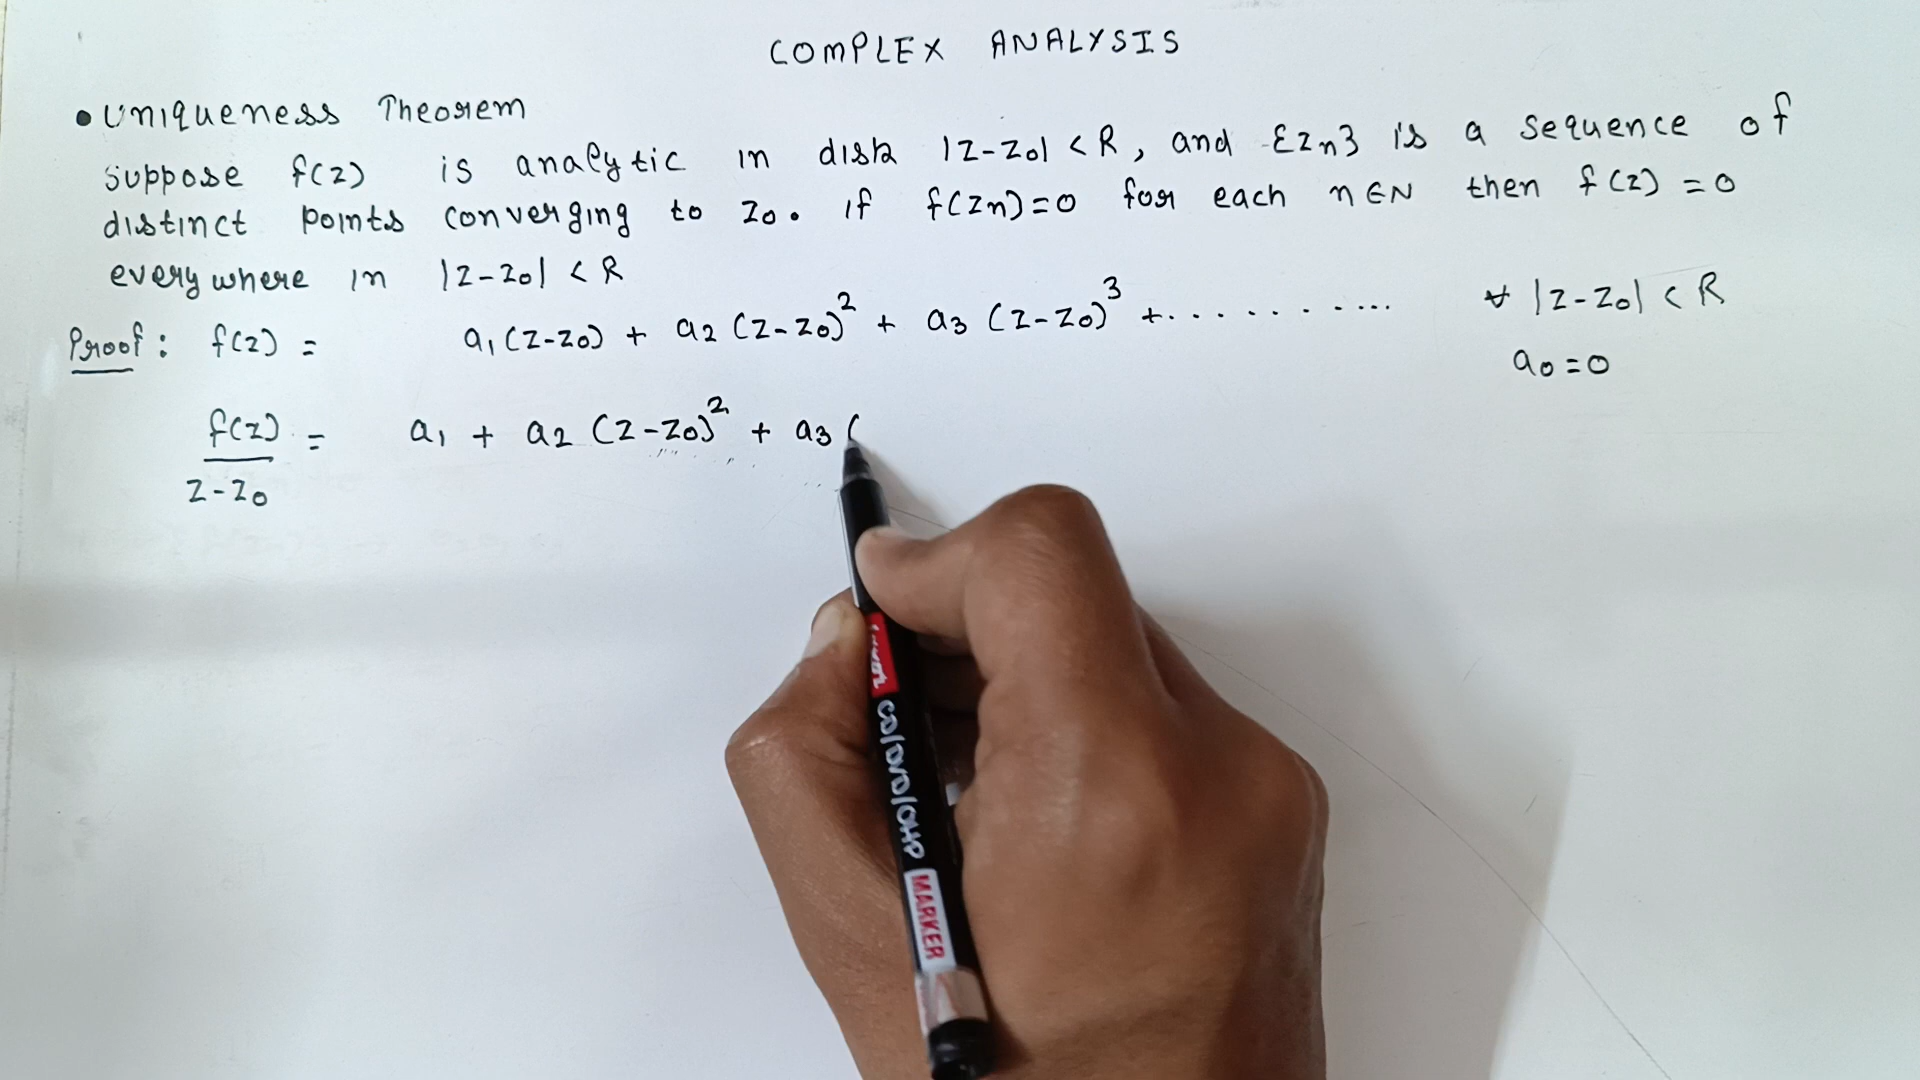 COMPLEX ANALYSIS
• Uniqueness Theorem
suppose f(z) is analytic in disk |z-z₀| < R, and {zn} is a sequence of
distinct points converging to z₀. if f(zn)=0 for each n∈N then f(z) = 0
everywhere in |z-z₀| < R
Proof: f(z) = a₁(z-z₀) + a₂(z-z₀)² + a₃(z-z₀)³ +.......... ∀ |z-z₀| < R
a₀=0
f(z)/z-z₀ = a₁ + a₂(z-z₀)² + a₃(
CD/DVD/OHP MARKER